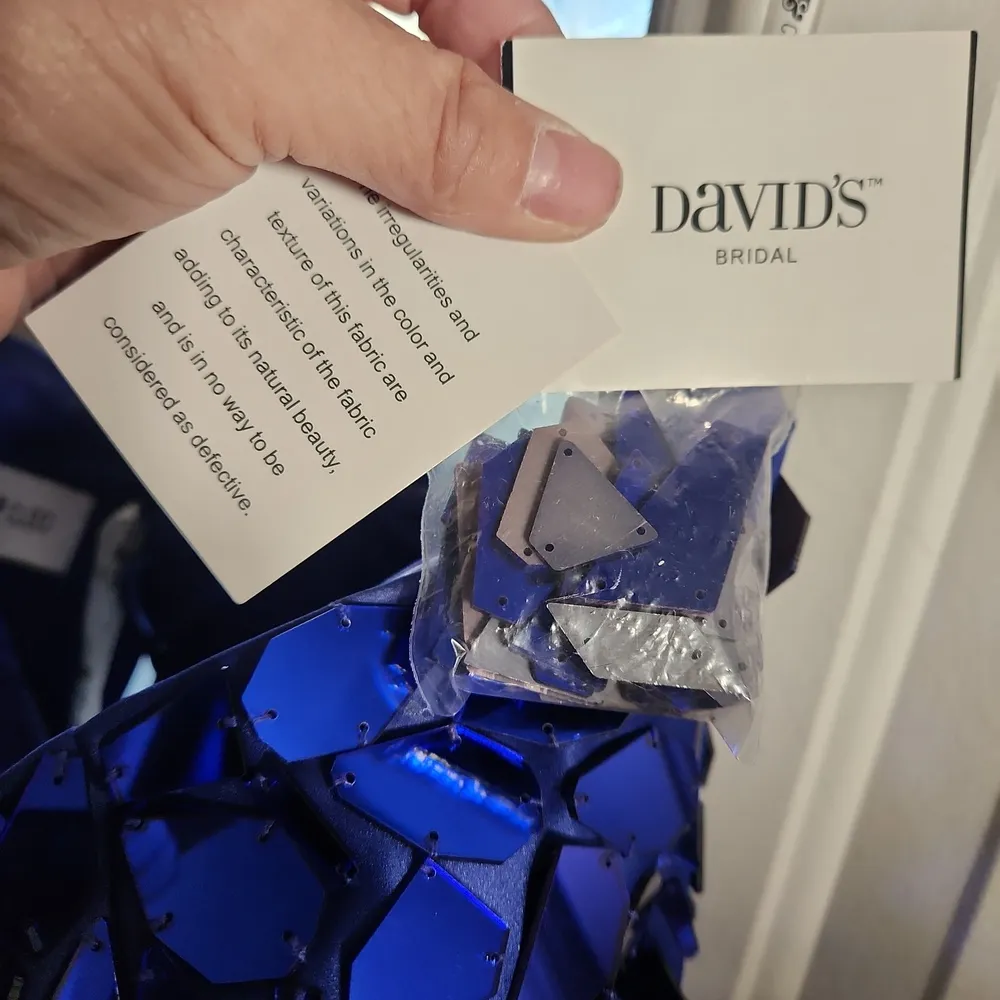 DAVID'S™
BRIDAL
irregularities and
variations in the color and
texture of this fabric are
characteristic of the fabric
adding to its natural beauty,
and is in no way to be
considered as defective.